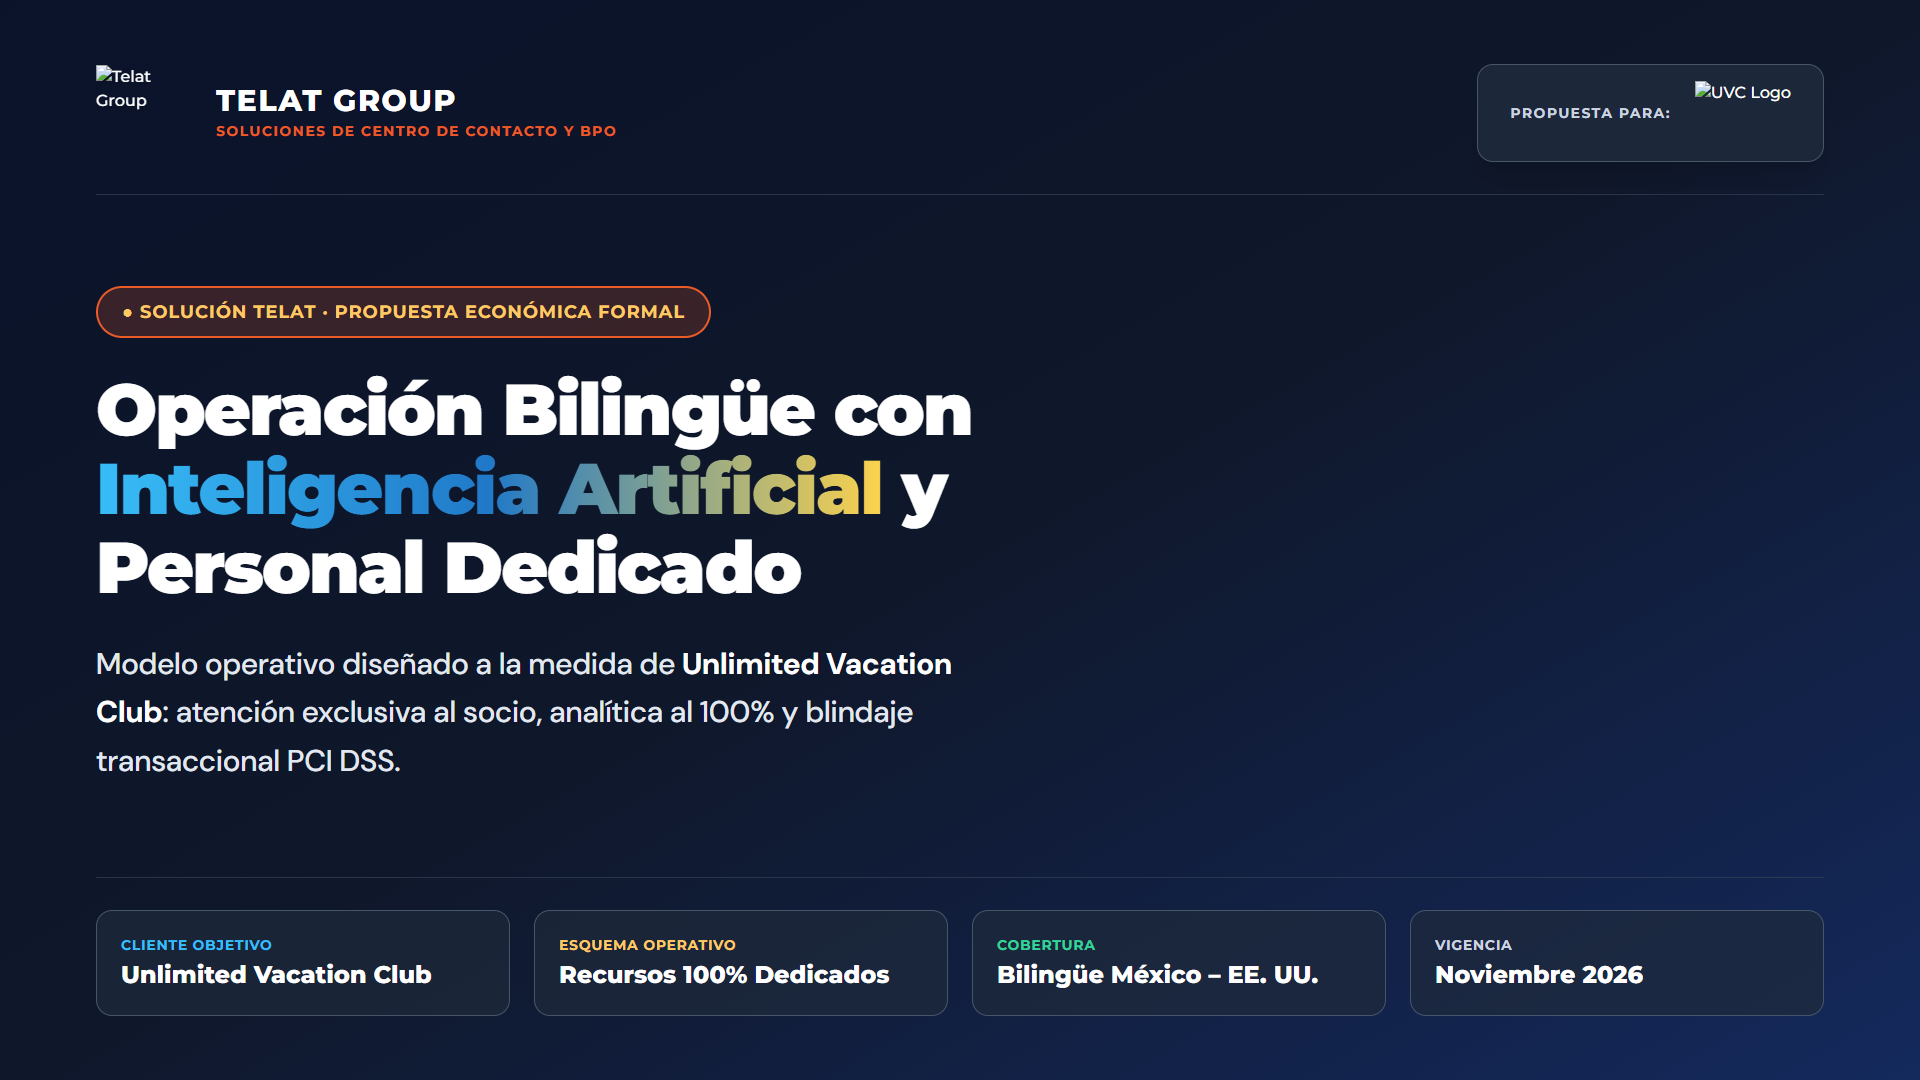 Telat
Group
TELAT GROUP
SOLUCIONES DE CENTRO DE CONTACTO Y BPO
PROPUESTA PARA:
UVC Logo
• SOLUCIÓN TELAT · PROPUESTA ECONÓMICA FORMAL
Operación Bilingüe con
Inteligencia Artificial y
Personal Dedicado
Modelo operativo diseñado a la medida de Unlimited Vacation
Club: atención exclusiva al socio, analítica al 100% y blindaje
transaccional PCI DSS.
CLIENTE OBJETIVO
Unlimited Vacation Club
ESQUEMA OPERATIVO
Recursos 100% Dedicados
COBERTURA
Bilingüe México – EE. UU.
VIGENCIA
Noviembre 2026